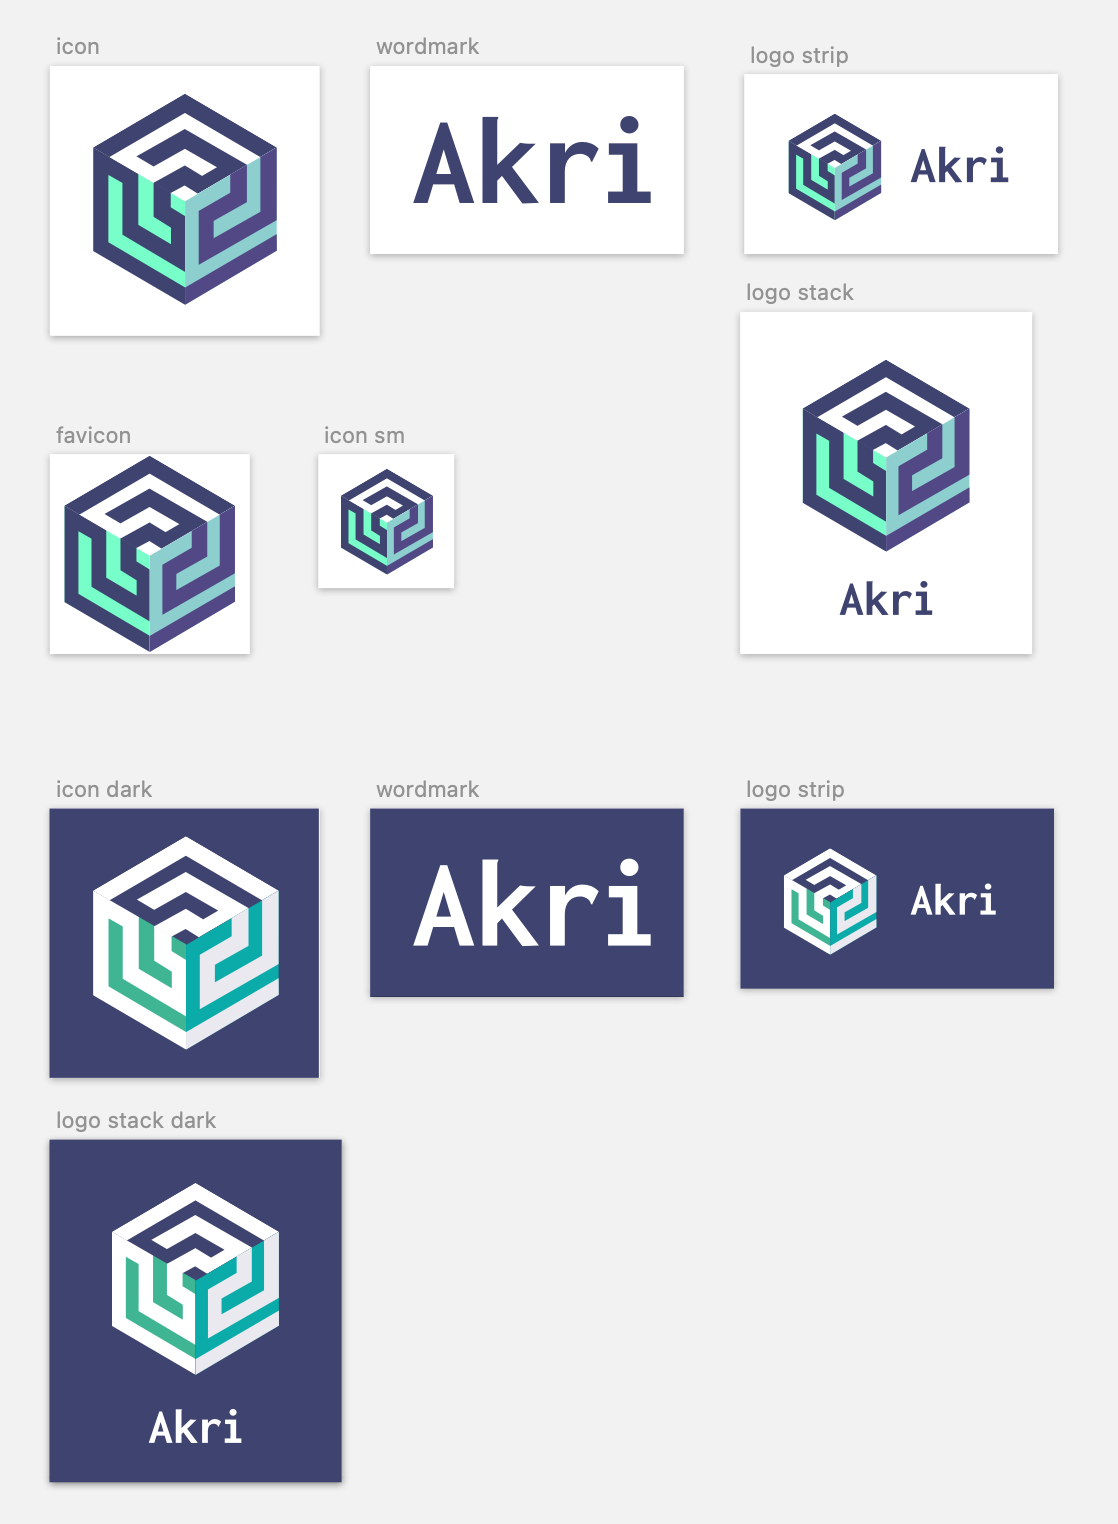 icon
wordmark
logo strip
Akri
Akri
logo stack
Akri
favicon
icon sm
icon dark
wordmark
logo strip
Akri
Akri
logo stack dark
Akri